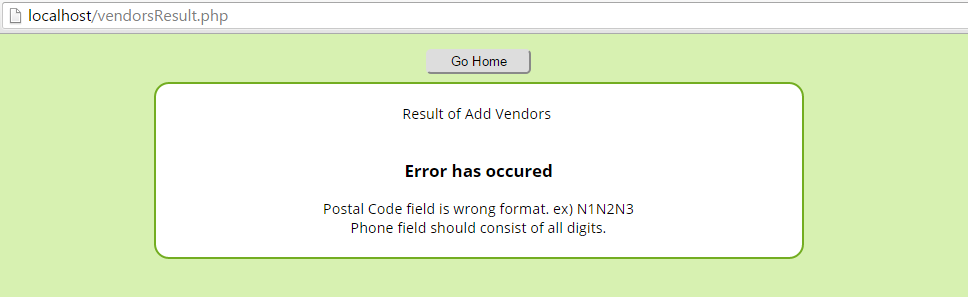 localhost/vendorsResult.php
Go Home
Result of Add Vendors
Error has occured
Postal Code field is wrong format. ex) N1N2N3
Phone field should consist of all digits.